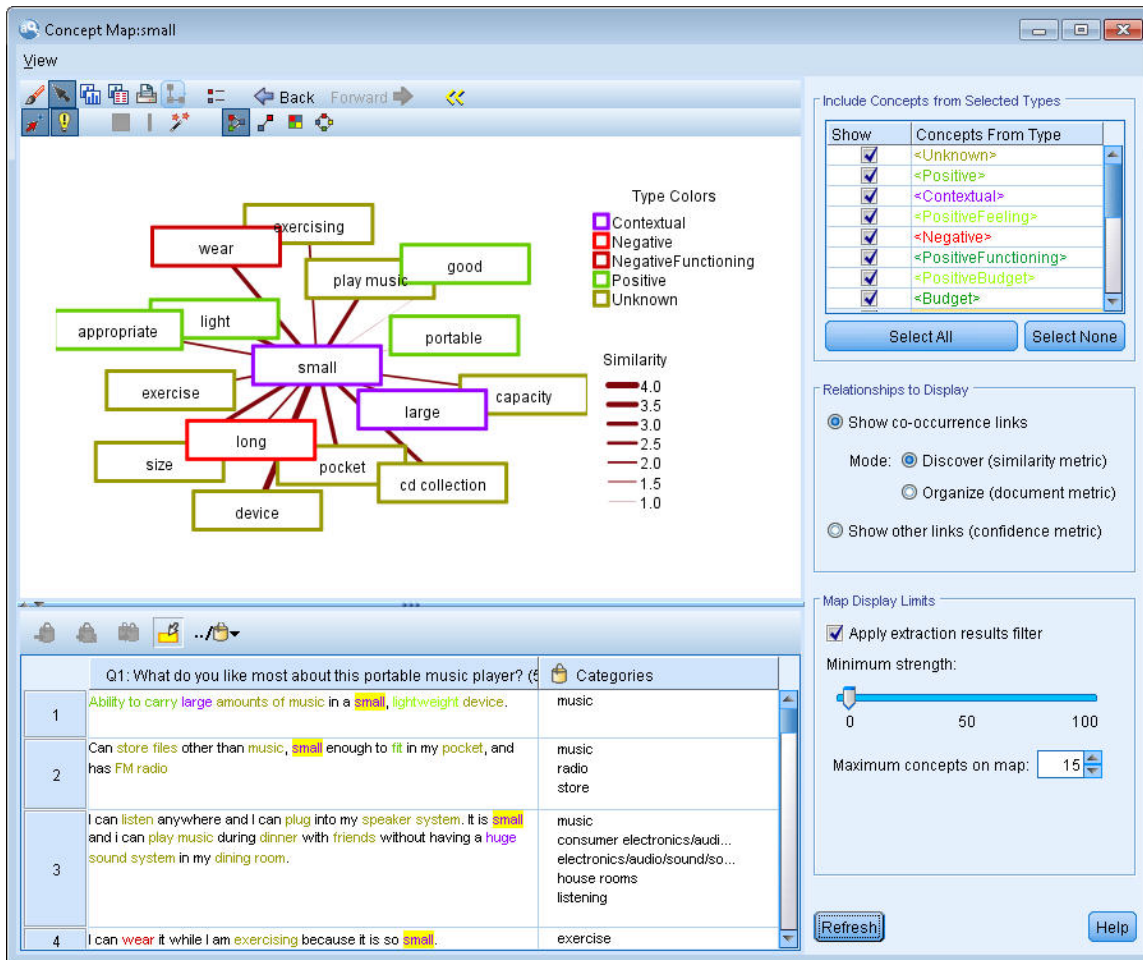 Concept Map:small
View
Back Forward
exercising
wear
good
play music
light
appropriate
portable
small
exercise
capacity
large
long
size
pocket
cd collection
device
Type Colors
Contextual
Negative
NegativeFunctioning
Positive
Unknown
Similarity
4.0
3.5
3.0
2.5
2.0
1.5
1.0
Include Concepts from Selected Types
Show Concepts From Type
<Unknown>
<Positive>
<Contextual>
<PositiveFeeling>
<Negative>
<PositiveFunctioning>
<PositiveBudget>
<Budget>
Select All Select None
Relationships to Display
Show co-occurrence links
Mode: Discover (similarity metric)
Organize (document metric)
Show other links (confidence metric)
Map Display Limits
Apply extraction results filter
Minimum strength:
0 50 100
Maximum concepts on map: 15
Refresh Help
../
Q1: What do you like most about this portable music player? (5 Categories
1 Ability to carry large amounts of music in a small, lightweight device. music
2 Can store files other than music, small enough to fit in my pocket, and music
has FM radio radio
store
3 I can listen anywhere and I can plug into my speaker system. It is small music
and i can play music during dinner with friends without having a huge consumer electronics/audi...
sound system in my dining room. electronics/audio/sound/so...
house rooms
listening
4 I can wear it while I am exercising because it is so small. exercise